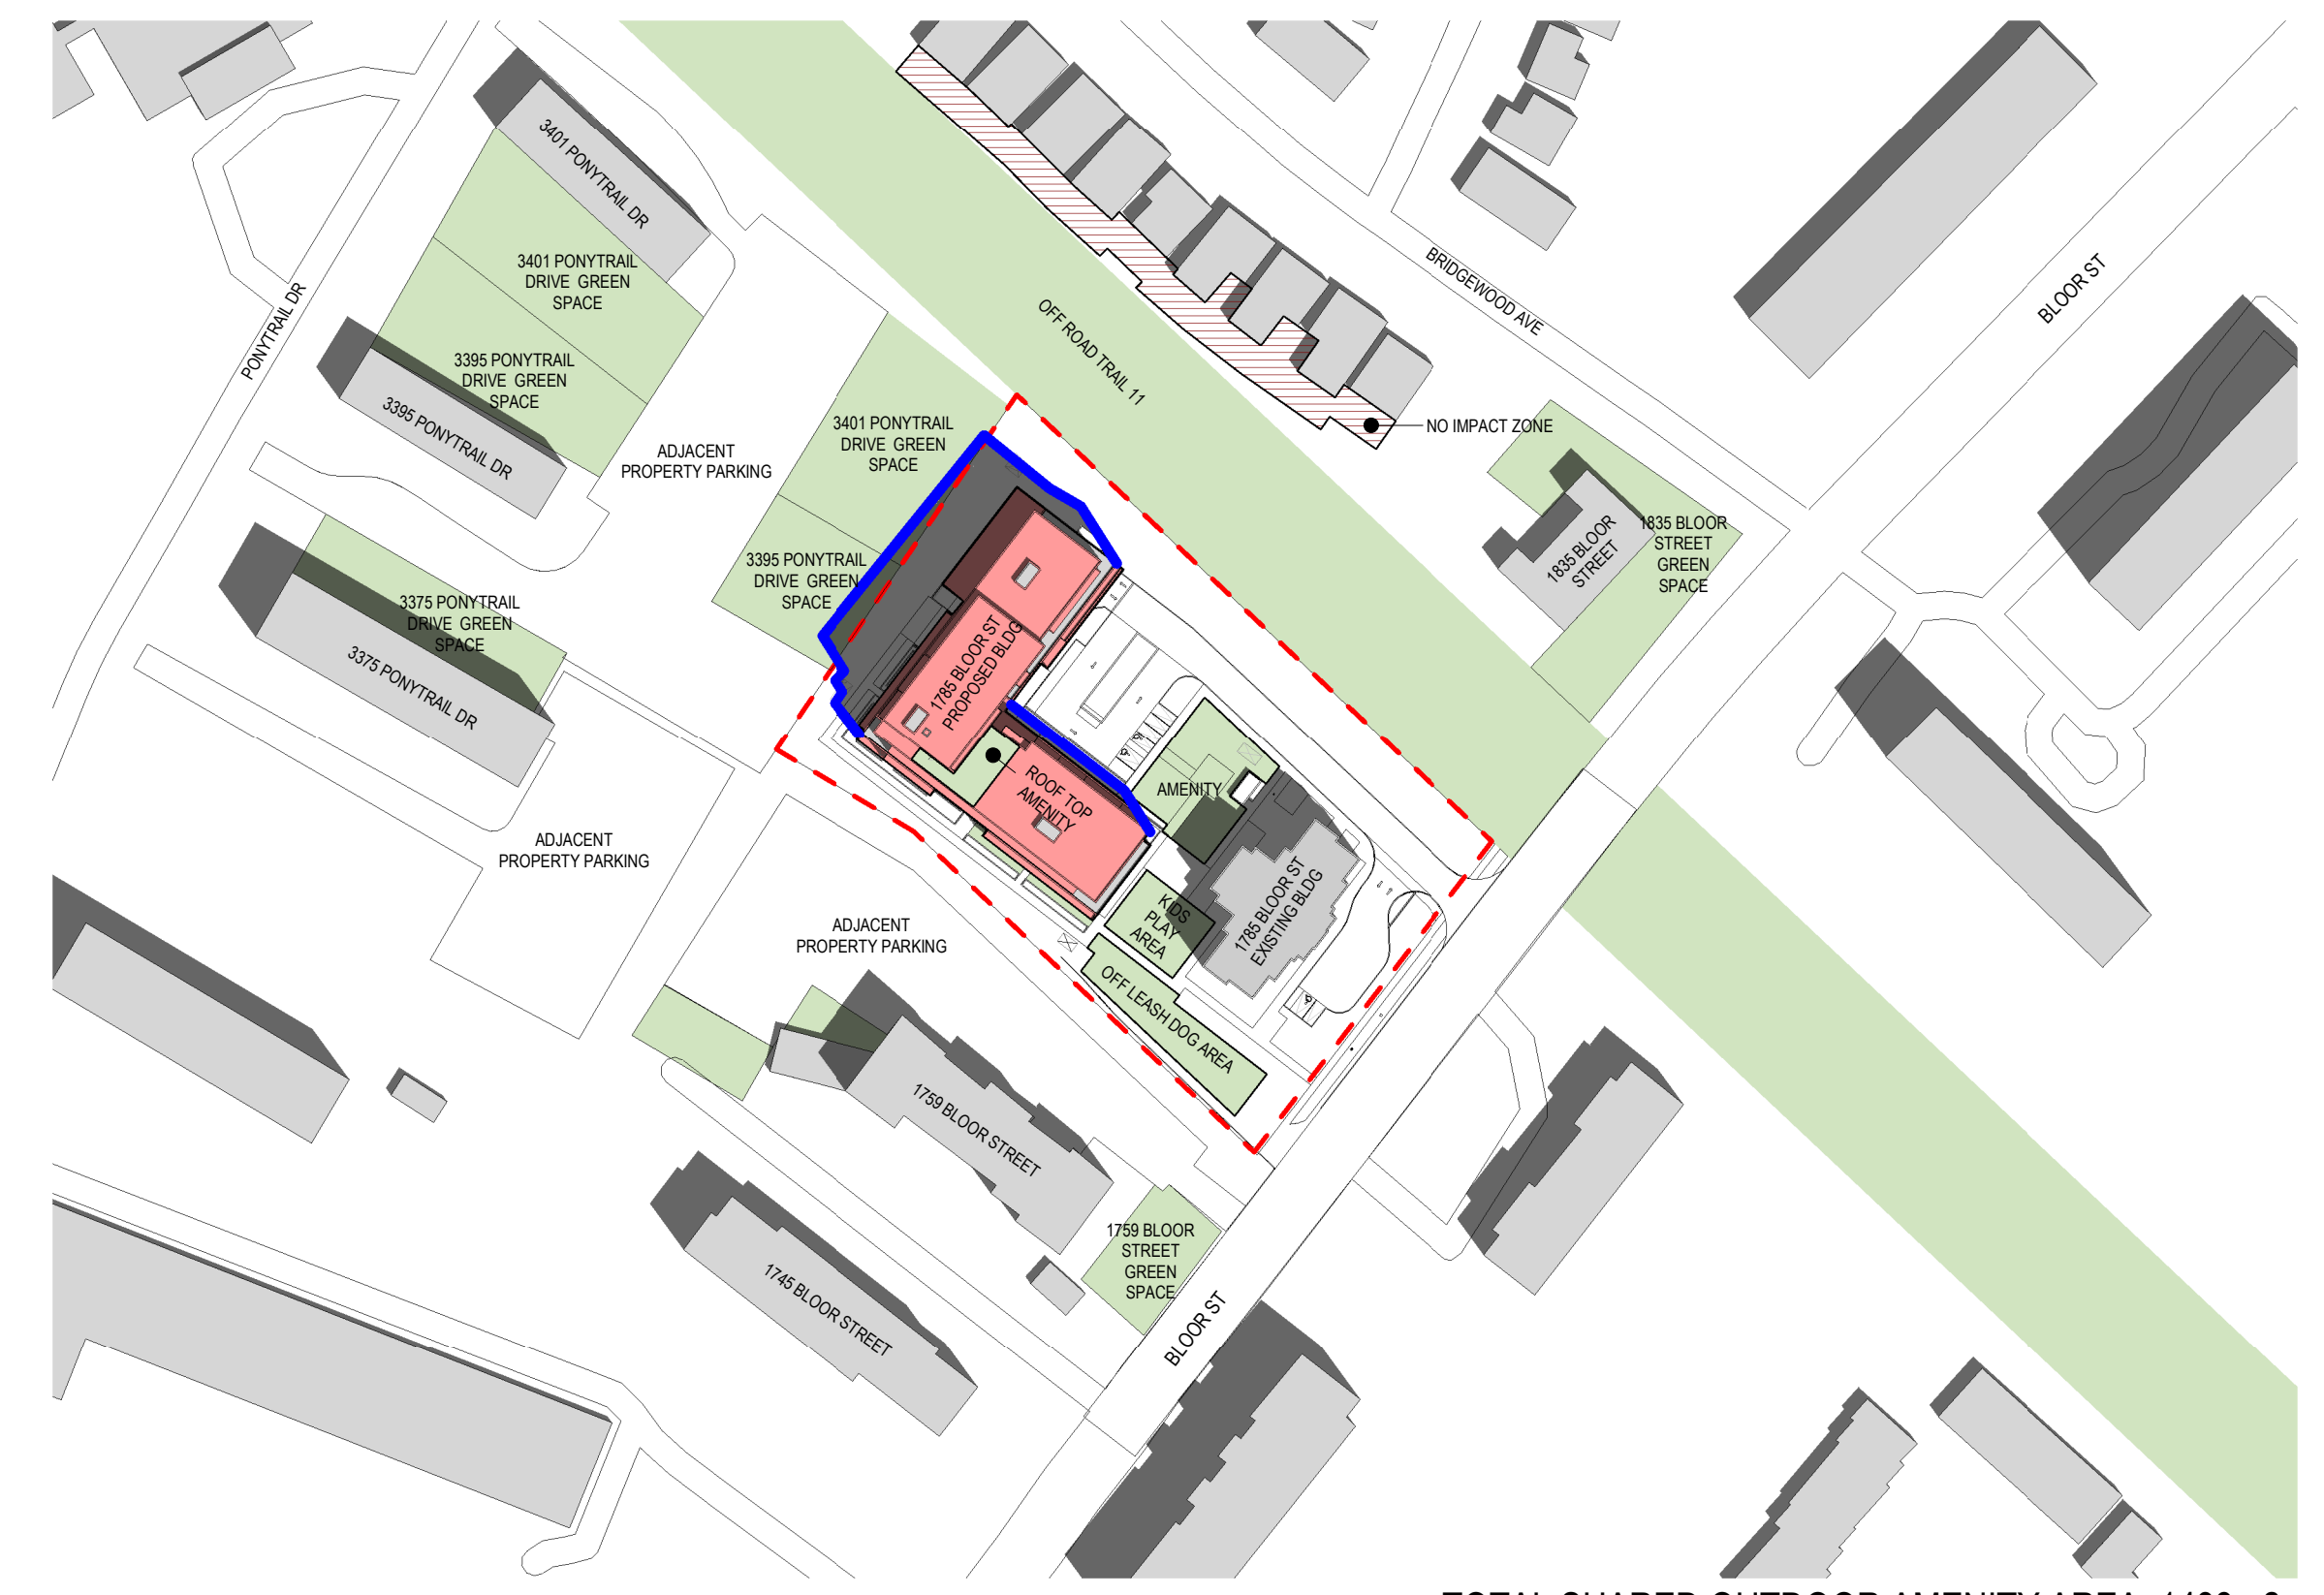 3401 PONYTRAIL DR
3401 PONYTRAIL
DRIVE GREEN
SPACE
PONYTRAIL DR
3395 PONYTRAIL
DRIVE GREEN
SPACE
3395 PONYTRAIL DR
ADJACENT
PROPERTY PARKING
3401 PONYTRAIL
DRIVE GREEN
SPACE
OFF ROAD TRAIL 11
BRIDGEWOOD AVE
BLOOR ST
NO IMPACT ZONE
1835 BLOOR
STREET
GREEN
SPACE
1835 BLOOR
STREET
3395 PONYTRAIL
DRIVE GREEN
SPACE
3375 PONYTRAIL
DRIVE GREEN
SPACE
3375 PONYTRAIL DR
1785 BLOOR ST
PROPOSED BLDG
ROOF TOP
AMENITY
AMENITY
ADJACENT
PROPERTY PARKING
ADJACENT
PROPERTY PARKING
KIDS
PLAY
AREA
1785 BLOOR ST
EXISTING BLDG
OFF LEASH DOG AREA
1759 BLOOR STREET
1759 BLOOR
STREET
GREEN
SPACE
1745 BLOOR STREET
BLOOR ST